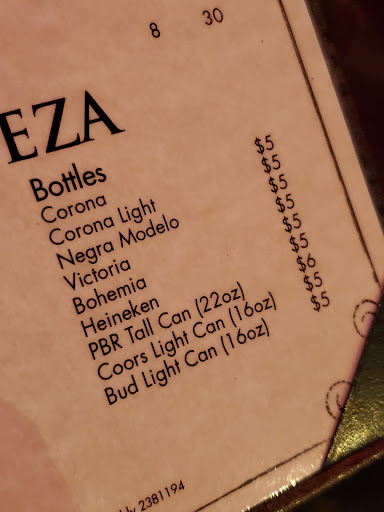 8 30
EZA
Bottles
Corona $5
Corona Light $5
Negra Modelo $5
Victoria $5
Bohemia $5
Heineken $5
PBR Tall Can (22oz) $6
Coors Light Can (16oz) $5
Bud Light Can (16oz) $5
2381194